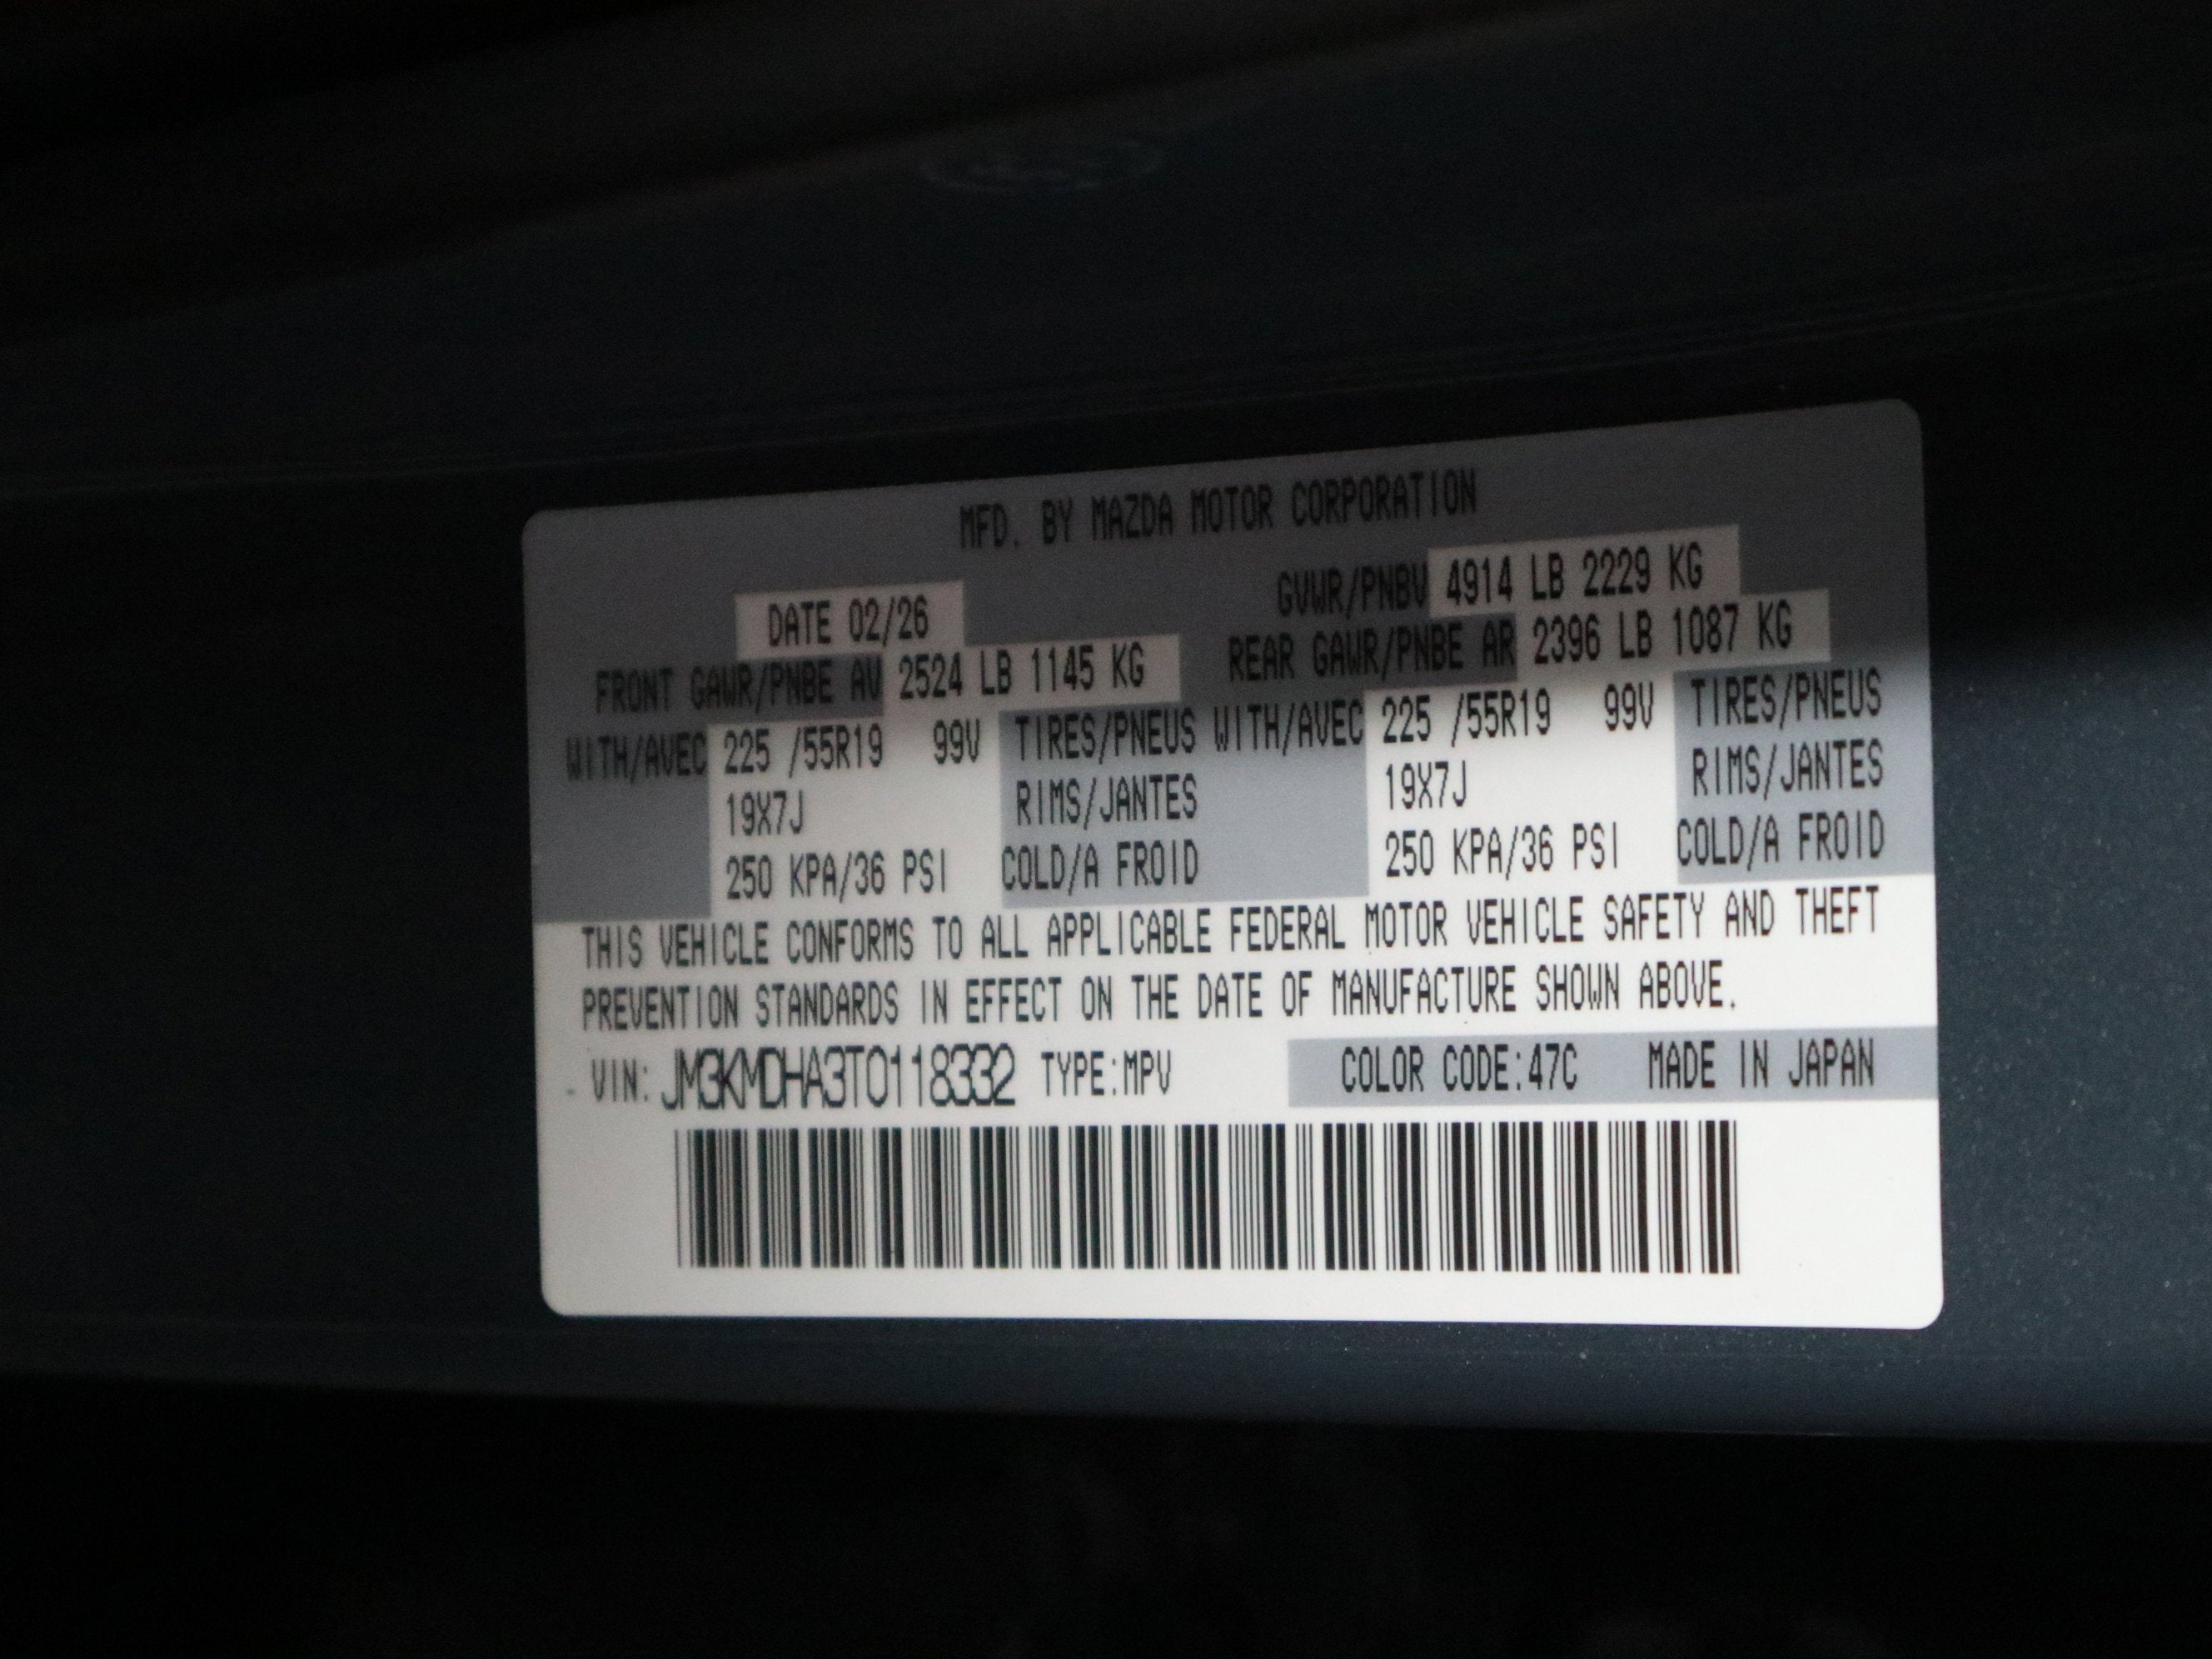 MFD. BY MAZDA MOTOR CORPORATION
DATE 02/26 GVWR/PNBV 4914 LB 2229 KG
FRONT GAWR/PNBE AV 2524 LB 1145 KG REAR GAWR/PNBE AR 2396 LB 1087 KG
WITH/AVEC 225 /55R19 99V TIRES/PNEUS WITH/AVEC 225 /55R19 99V TIRES/PNEUS
19X7J RIMS/JANTES 19X7J RIMS/JANTES
250 KPA/36 PSI COLD/A FROID 250 KPA/36 PSI COLD/A FROID
THIS VEHICLE CONFORMS TO ALL APPLICABLE FEDERAL MOTOR VEHICLE SAFETY AND THEFT
PREVENTION STANDARDS IN EFFECT ON THE DATE OF MANUFACTURE SHOWN ABOVE.
VIN: JM3KMDHA3T0118332 TYPE:MPV COLOR CODE:47C MADE IN JAPAN